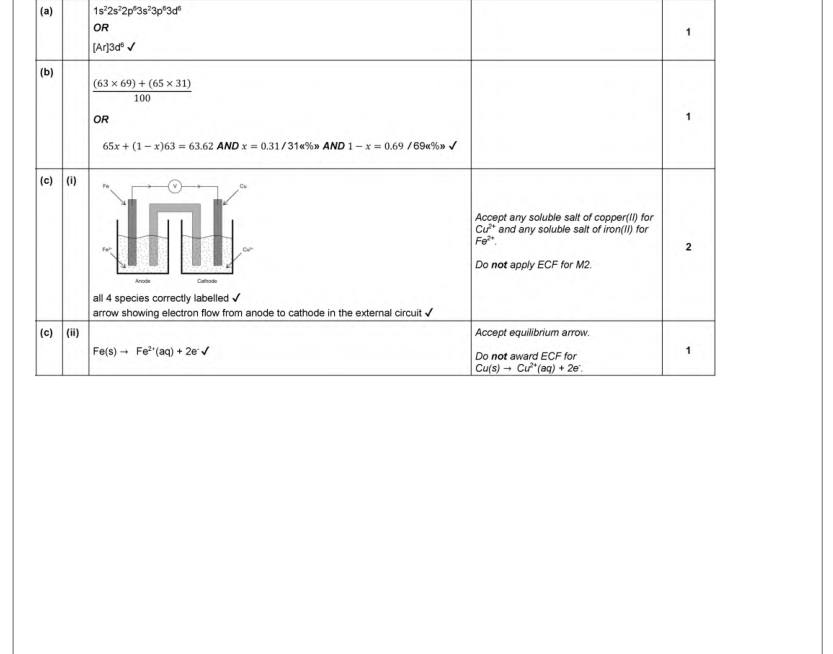 (a)
1s²2s²2p⁶3s²3p⁶3d⁶
OR
[Ar]3d⁶ ✓
1
(b)
(63 × 69) + (65 × 31)
100
OR
65x + (1 − x)63 = 63.62 AND x = 0.31/31«%» AND 1 − x = 0.69 /69«%» ✓
1
(c) (i)
Fe
V
Cu
Fe²⁺
Cu²⁺
Anode
Cathode
all 4 species correctly labelled ✓
arrow showing electron flow from anode to cathode in the external circuit ✓
Accept any soluble salt of copper(II) for
Cu²⁺ and any soluble salt of iron(II) for
Fe²⁺.
Do not apply ECF for M2.
2
(c) (ii)
Fe(s) → Fe²⁺(aq) + 2e⁻ ✓
Accept equilibrium arrow.
Do not award ECF for
Cu(s) → Cu²⁺(aq) + 2e⁻.
1